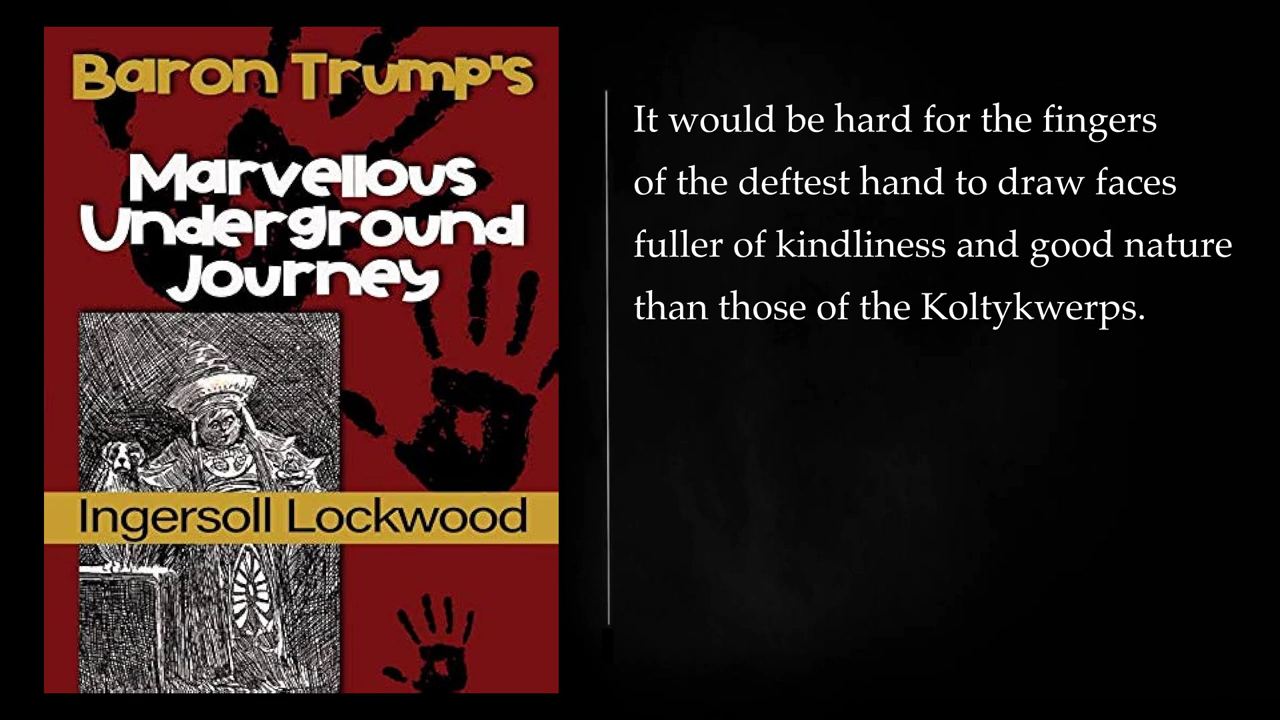 Baron Trump's
Marvellous
Underground
Journey
Ingersoll Lockwood
It would be hard for the fingers
of the deftest hand to draw faces
fuller of kindliness and good nature
than those of the Koltykwerps.